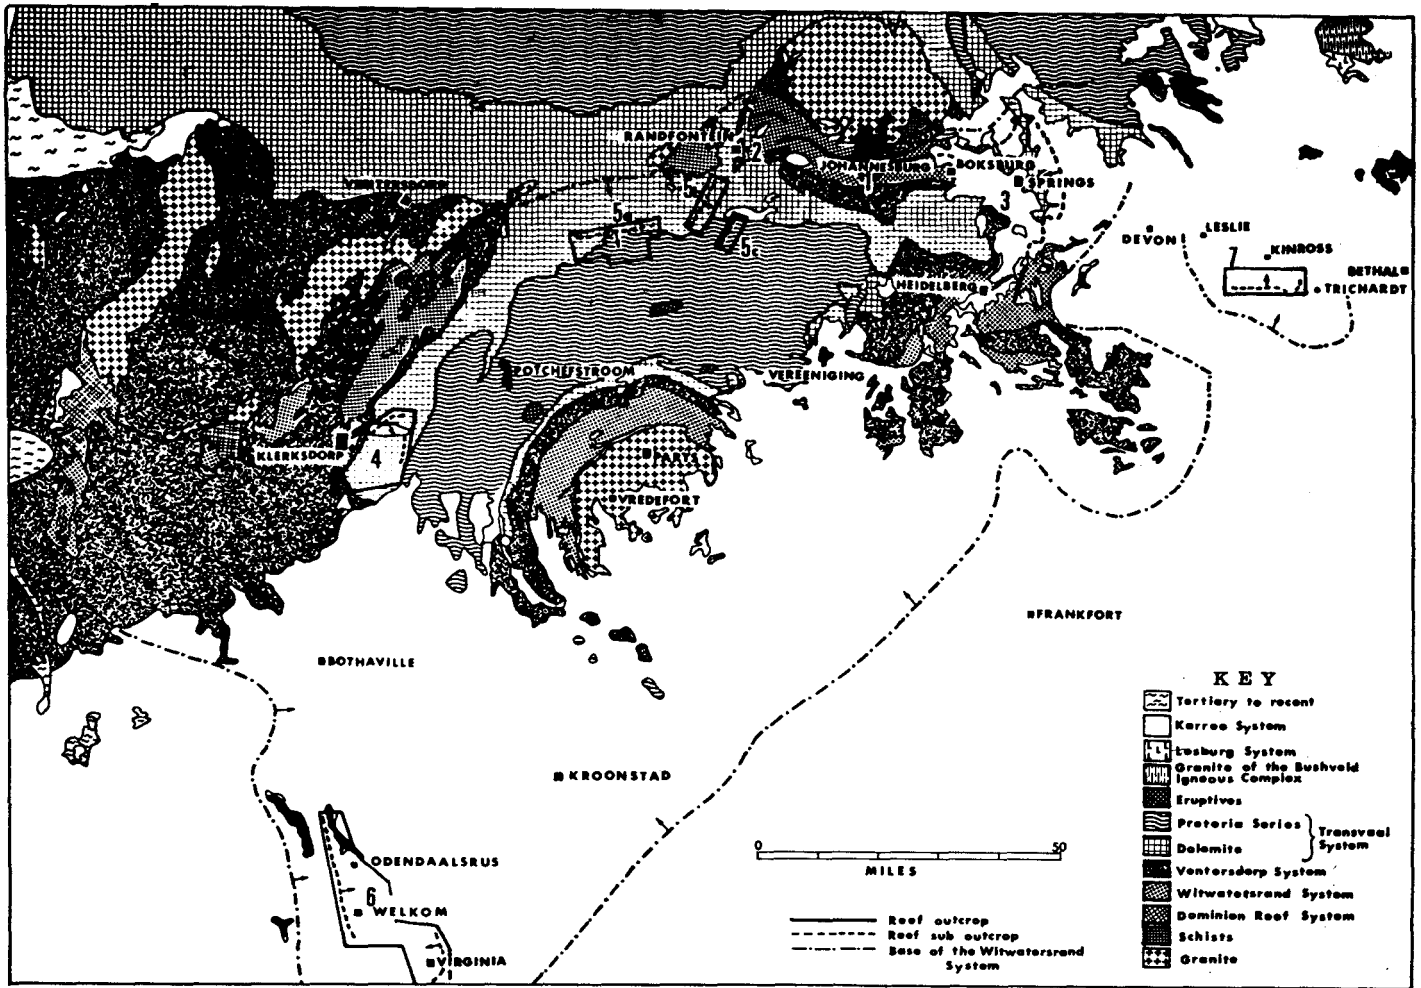 RANDFONTEIN
2
JOHANNESBURG
1
BOKSBURG
SPRINGS
3
VENTERSDORP
5
5
5c
DEVON
LESLIE
7
KINROSS
BETHAL
TRICHARDT
HEIDELBERG
POTCHEFSTROOM
VEREENIGING
KLERKSDORP
4
PARYS
VREDEFORT
FRANKFORT
BOTHAVILLE
KROONSTAD
ODENDAALSRUS
6
WELKOM
VIRGINIA
0 50
MILES
Reef outcrop
Reef sub outcrop
Base of the Witwatersrand
System
KEY
Tertiary to recent
Karroo System
Losburg System
Granite of the Bushveld
Igneous Complex
Eruptives
Pretoria Series
Dolomite
Transvaal
System
Ventersdorp System
Witwatersrand System
Dominion Reef System
Schists
Granite